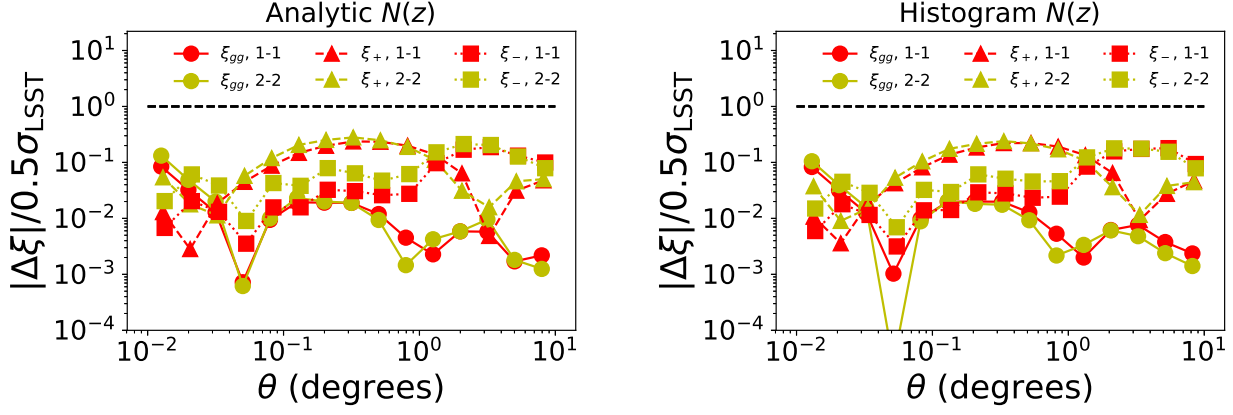 Analytic N(z)
ξgg, 1-1
ξ+, 1-1
ξ−, 1-1
ξgg, 2-2
ξ+, 2-2
ξ−, 2-2
10^1
10^0
10^−1
10^−2
10^−3
10^−4
|Δξ|/0.5σLSST
10^−2
10^−1
10^0
10^1
θ (degrees)
Histogram N(z)
ξgg, 1-1
ξ+, 1-1
ξ−, 1-1
ξgg, 2-2
ξ+, 2-2
ξ−, 2-2
10^1
10^0
10^−1
10^−2
10^−3
10^−4
|Δξ|/0.5σLSST
10^−2
10^−1
10^0
10^1
θ (degrees)